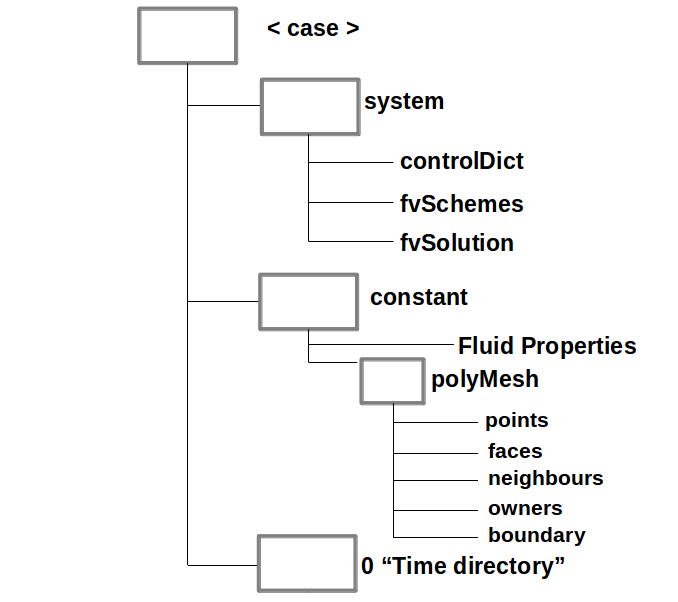 < case >
system
controlDict
fvSchemes
fvSolution
constant
Fluid Properties
polyMesh
points
faces
neighbours
owners
boundary
0 “Time directory”